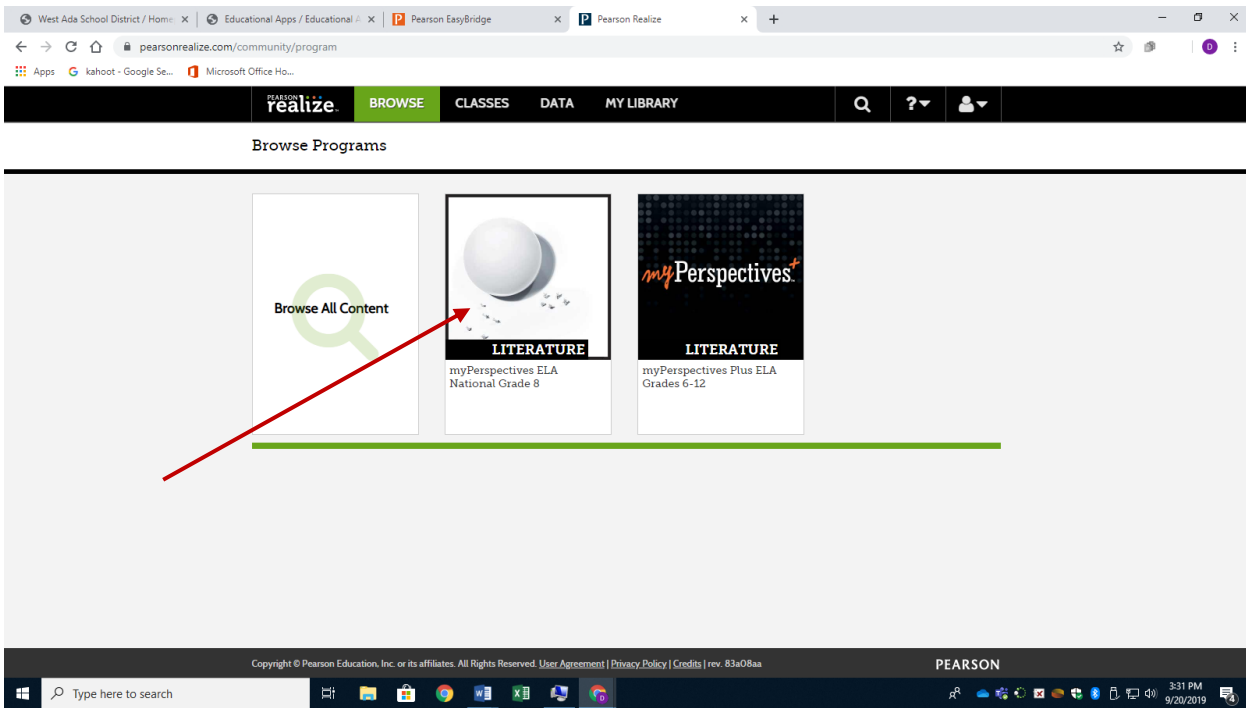 West Ada School District / Home
Educational Apps / Educational A
Pearson EasyBridge
Pearson Realize
pearsonrealize.com/community/program
D
Apps
kahoot - Google Se...
Microsoft Office Ho...
PEARSON
realize™
BROWSE
CLASSES
DATA
MY LIBRARY
?
Browse Programs
Browse All Content
LITERATURE
myPerspectives ELA
National Grade 8
myPerspectives+™
LITERATURE
myPerspectives Plus ELA
Grades 6-12
Copyright © Pearson Education, Inc. or its affiliates. All Rights Reserved. User Agreement | Privacy Policy | Credits | rev. 83a08aa
PEARSON
Type here to search
3:31 PM
9/20/2019
4